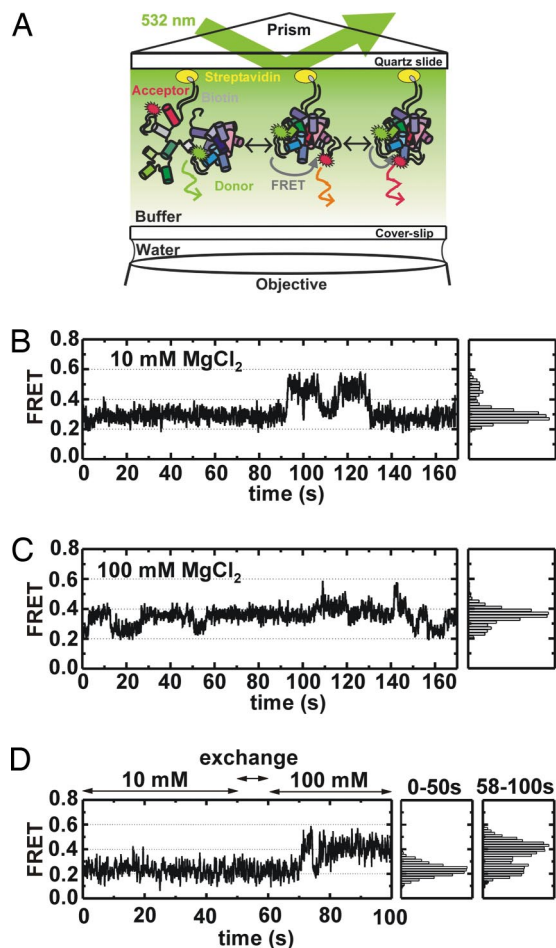 A
532 nm
Prism
Quartz slide
Streptavidin
Acceptor
Biotin
Donor
FRET
Buffer
Cover-slip
Water
Objective
B
10 mM MgCl2
FRET
0.8
0.6
0.4
0.2
0.0
0 20 40 60 80 100 120 140 160
time (s)
C
100 mM MgCl2
FRET
0.8
0.6
0.4
0.2
0.0
0 20 40 60 80 100 120 140 160
time (s)
D
exchange
10 mM 100 mM 0-50s 58-100s
FRET
0.8
0.6
0.4
0.2
0.0
0 20 40 60 80 100
time (s)